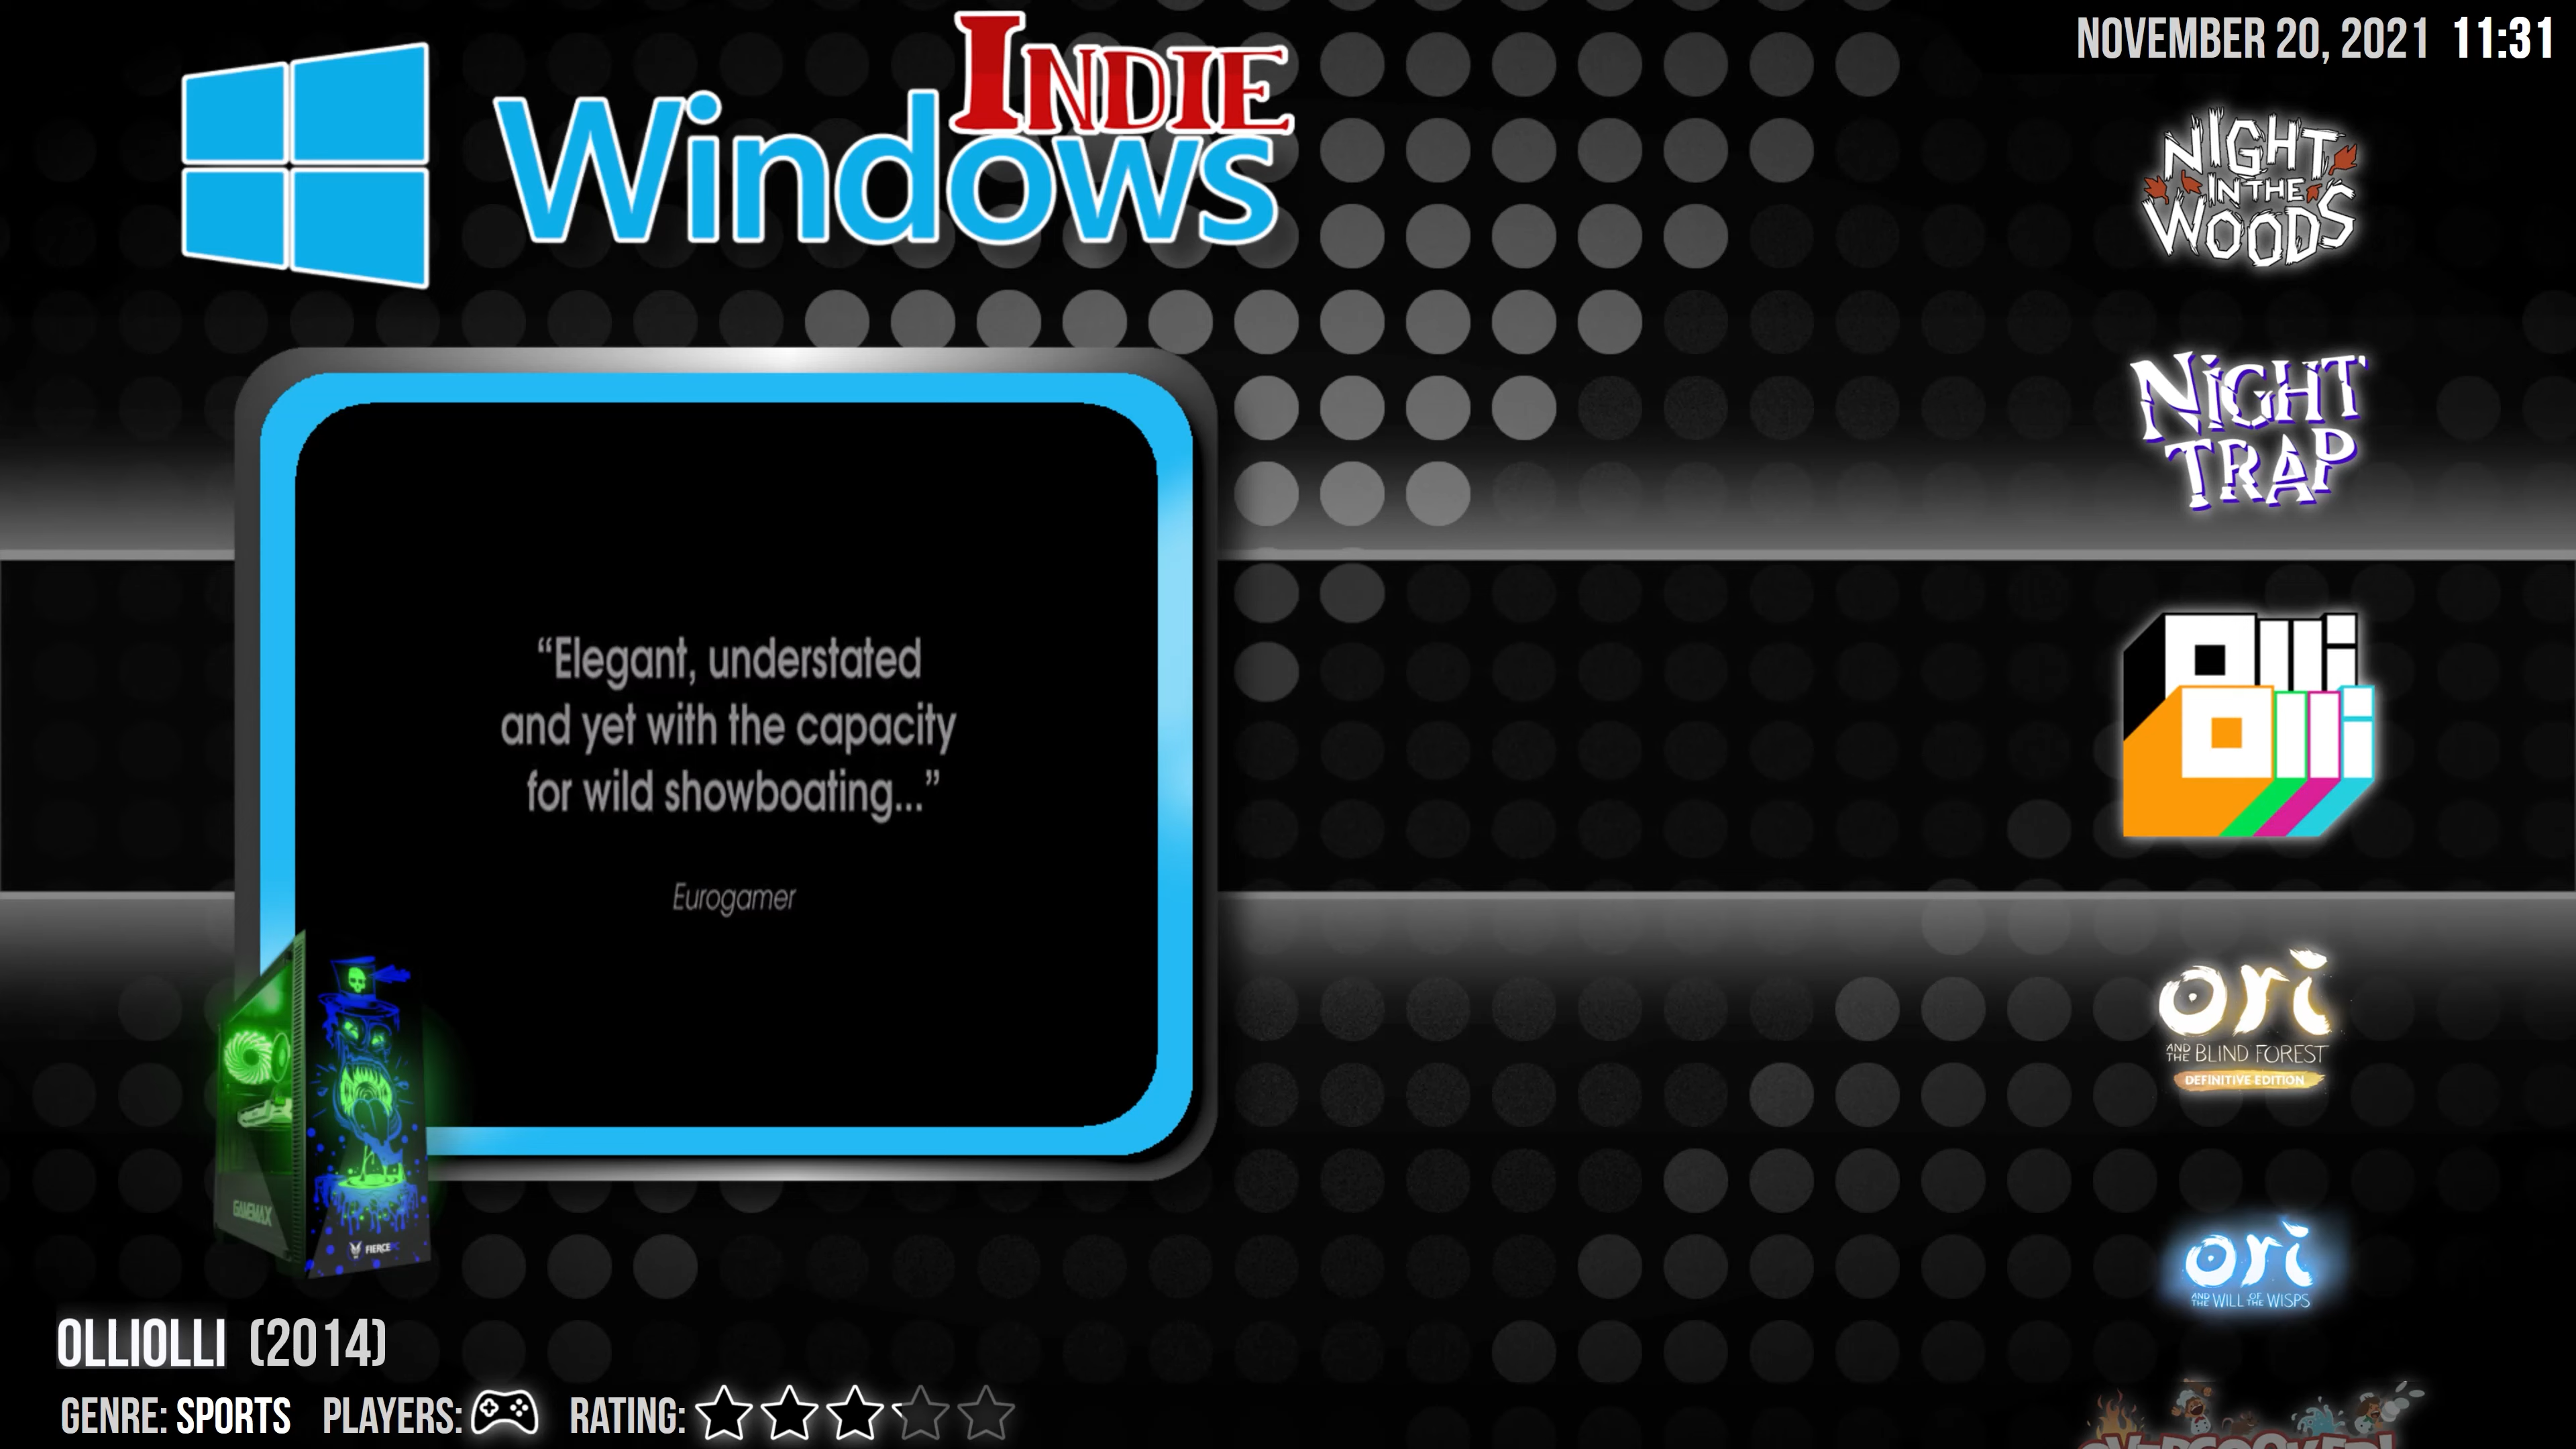 INDIE
Windows
NOVEMBER 20, 2021 11:31
NIGHT
IN THE
WOODS
NiGHT
TRAP
“Elegant, understated
and yet with the capacity
for wild showboating...”
Eurogamer
Olli
Olli
ori
AND THE BLIND FOREST
DEFINITIVE EDITION
ori
AND THE WILL OF THE WISPS
OVERCOOKED!
GAMEMAX
FIERCEPC
OLLIOLLI (2014)
GENRE: SPORTS PLAYERS: RATING: